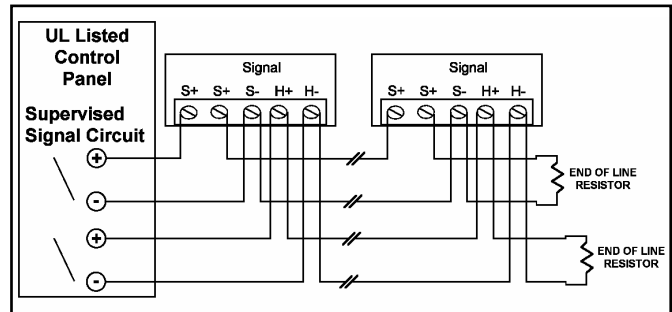 UL Listed
Control
Panel
Supervised
Signal Circuit
+
-
+
-
Signal
S+ S+ S- H+ H-
Signal
S+ S+ S- H+ H-
END OF LINE
RESISTOR
END OF LINE
RESISTOR